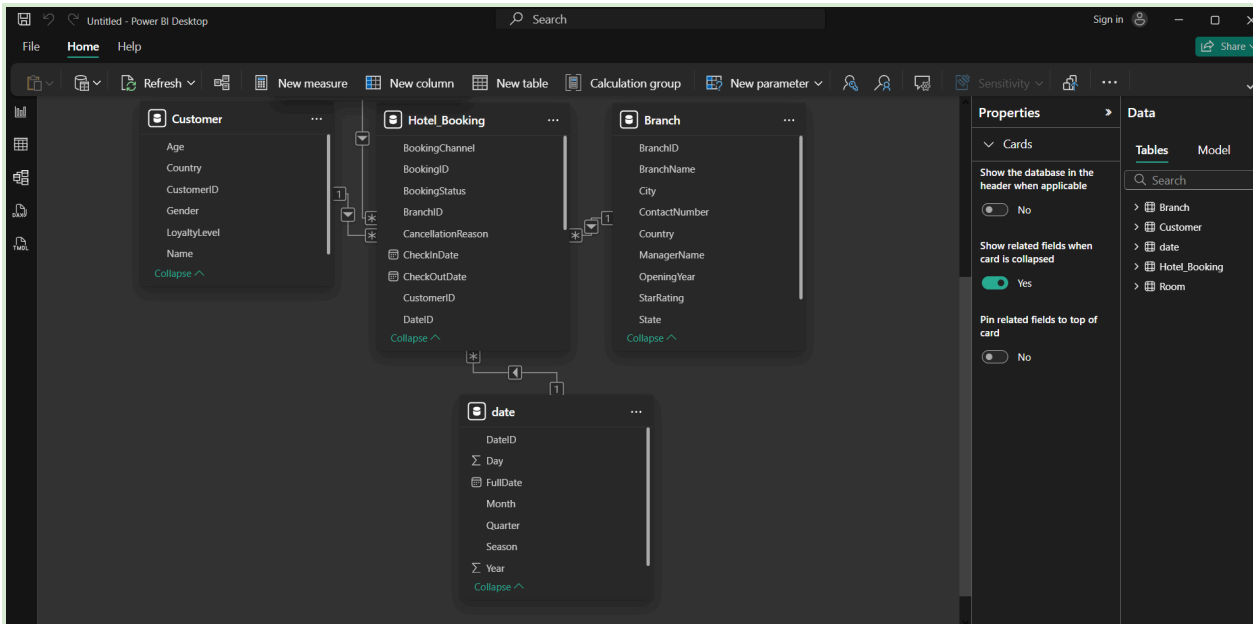 Untitled - Power BI Desktop
Search
Sign in
File
Home
Help
Share
Refresh
New measure
New column
New table
Calculation group
New parameter
Sensitivity
DAX
TMDL
Customer
Age
Country
CustomerID
Gender
LoyaltyLevel
Name
Collapse
1
*
*
Hotel_Booking
BookingChannel
BookingID
BookingStatus
BranchID
CancellationReason
CheckInDate
CheckOutDate
CustomerID
DateID
Collapse
*
1
Branch
BranchID
BranchName
City
ContactNumber
Country
ManagerName
OpeningYear
StarRating
State
Collapse
*
1
date
DateID
Σ Day
FullDate
Month
Quarter
Season
Σ Year
Collapse
Properties
Cards
Show the database in the
header when applicable
No
Show related fields when
card is collapsed
Yes
Pin related fields to top of
card
No
Data
Tables
Model
Search
Branch
Customer
date
Hotel_Booking
Room